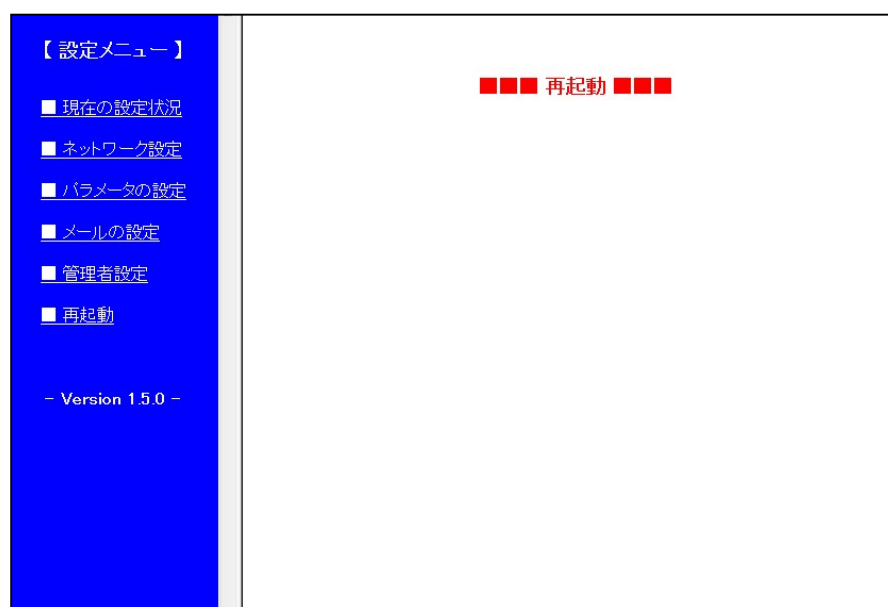 【 設定メニュー 】
■ 現在の設定状況
■ ネットワーク設定
■ パラメータの設定
■ メールの設定
■ 管理者設定
■ 再起動
− Version 1.5.0 −
■■■ 再起動 ■■■